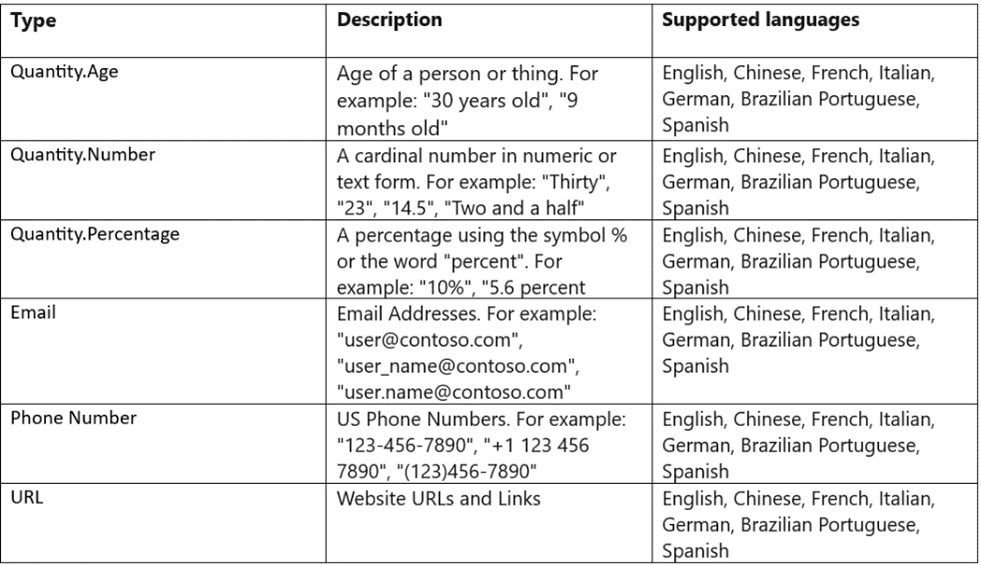 Type
Description
Supported languages
Quantity.Age
Age of a person or thing. For
example: "30 years old", "9
months old"
English, Chinese, French, Italian,
German, Brazilian Portuguese,
Spanish
Quantity.Number
A cardinal number in numeric or
text form. For example: "Thirty",
"23", "14.5", "Two and a half"
English, Chinese, French, Italian,
German, Brazilian Portuguese,
Spanish
Quantity.Percentage
A percentage using the symbol %
or the word "percent". For
example: "10%", "5.6 percent
English, Chinese, French, Italian,
German, Brazilian Portuguese,
Spanish
Email
Email Addresses. For example:
"user@contoso.com",
"user_name@contoso.com",
"user.name@contoso.com"
English, Chinese, French, Italian,
German, Brazilian Portuguese,
Spanish
Phone Number
US Phone Numbers. For example:
"123-456-7890", "+1 123 456
7890", "(123)456-7890"
English, Chinese, French, Italian,
German, Brazilian Portuguese,
Spanish
URL
Website URLs and Links
English, Chinese, French, Italian,
German, Brazilian Portuguese,
Spanish